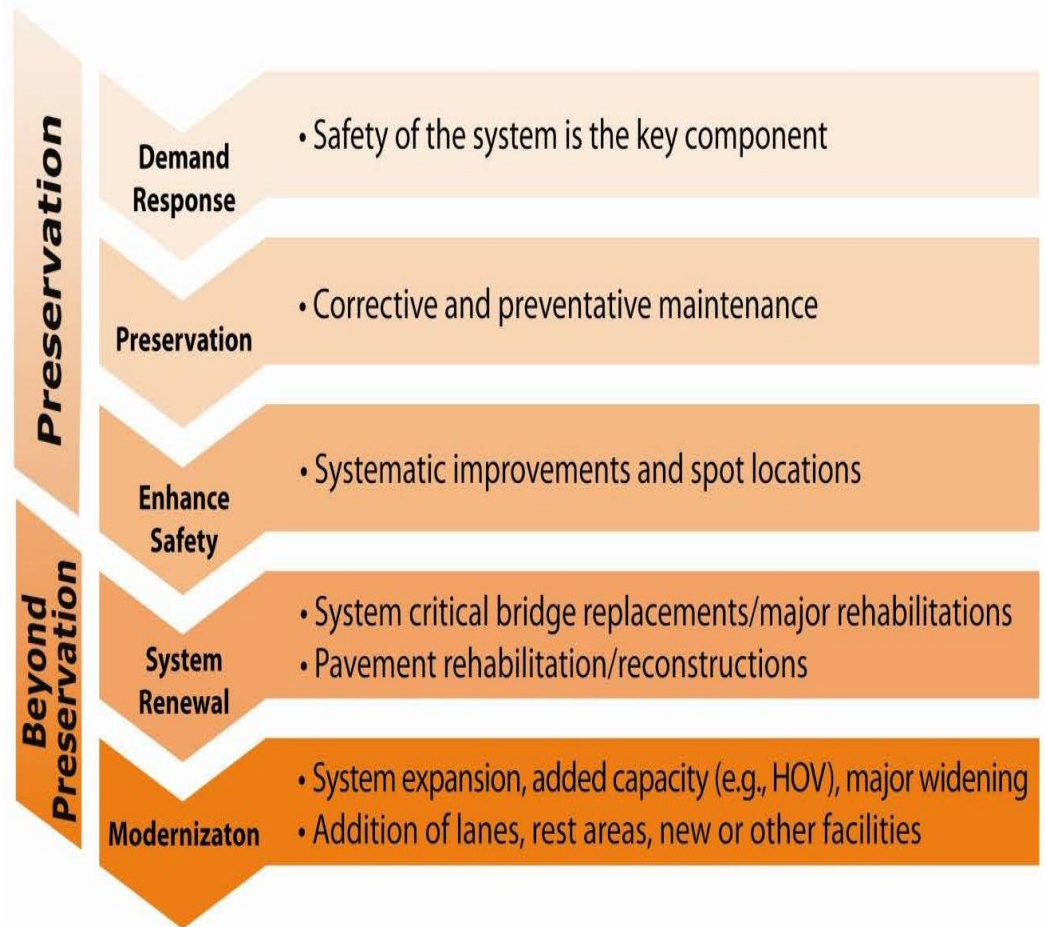 Preservation
Demand
Response
• Safety of the system is the key component
Preservation
• Corrective and preventative maintenance
Enhance
Safety
• Systematic improvements and spot locations
Beyond
Preservation
System
Renewal
• System critical bridge replacements/major rehabilitations
• Pavement rehabilitation/reconstructions
Modernizaton
• System expansion, added capacity (e.g., HOV), major widening
• Addition of lanes, rest areas, new or other facilities